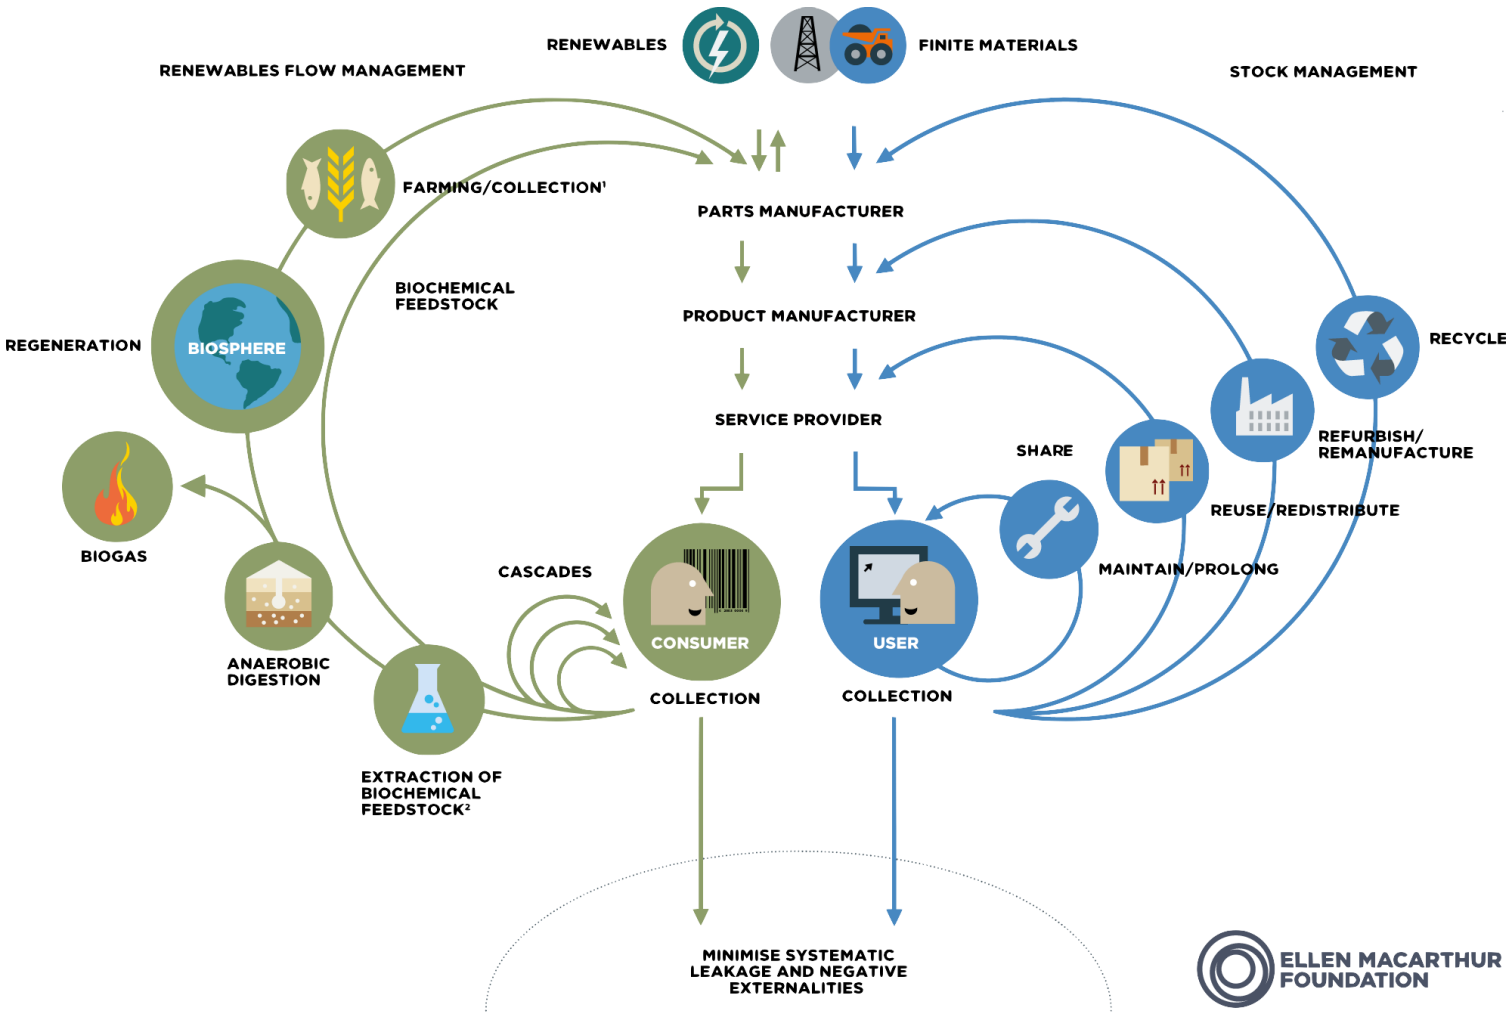 RENEWABLES
FINITE MATERIALS
RENEWABLES FLOW MANAGEMENT
STOCK MANAGEMENT
FARMING/COLLECTION¹
PARTS MANUFACTURER
BIOCHEMICAL
FEEDSTOCK
PRODUCT MANUFACTURER
REGENERATION
BIOSPHERE
RECYCLE
SERVICE PROVIDER
SHARE
REFURBISH/
REMANUFACTURE
REUSE/REDISTRIBUTE
BIOGAS
CASCADES
MAINTAIN/PROLONG
CONSUMER
USER
ANAEROBIC
DIGESTION
COLLECTION
COLLECTION
EXTRACTION OF
BIOCHEMICAL
FEEDSTOCK²
MINIMISE SYSTEMATIC
LEAKAGE AND NEGATIVE
EXTERNALITIES
ELLEN MACARTHUR
FOUNDATION